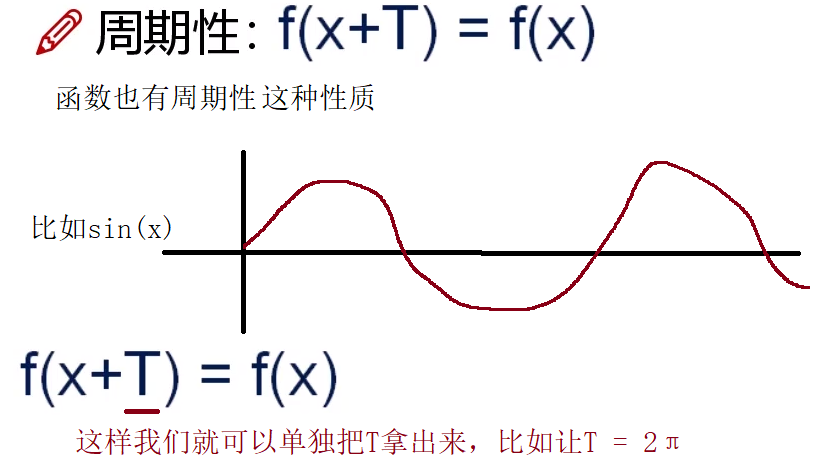 周期性：f(x+T) = f(x)
函数也有周期性 这种性质
比如sin(x)
f(x+T) = f(x)
这样我们就可以单独把T拿出来，比如让T = 2π